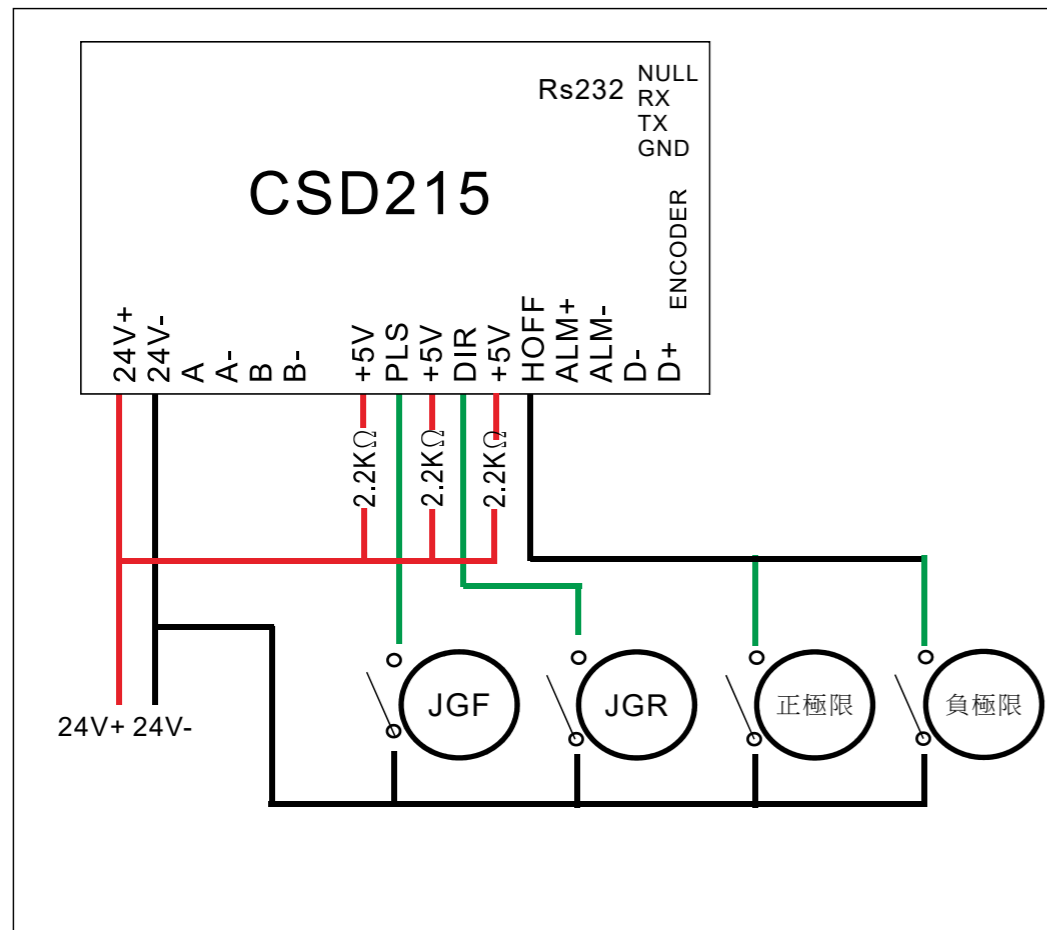 Rs232
NULL
RX
TX
GND
CSD215
ENCODER
24V+
24V-
A
A-
B
B-
+5V
PLS
+5V
DIR
+5V
HOFF
ALM+
ALM-
D-
D+
2.2KΩ
2.2KΩ
2.2KΩ
JGF
JGR
正極限
負極限
24V+ 24V-